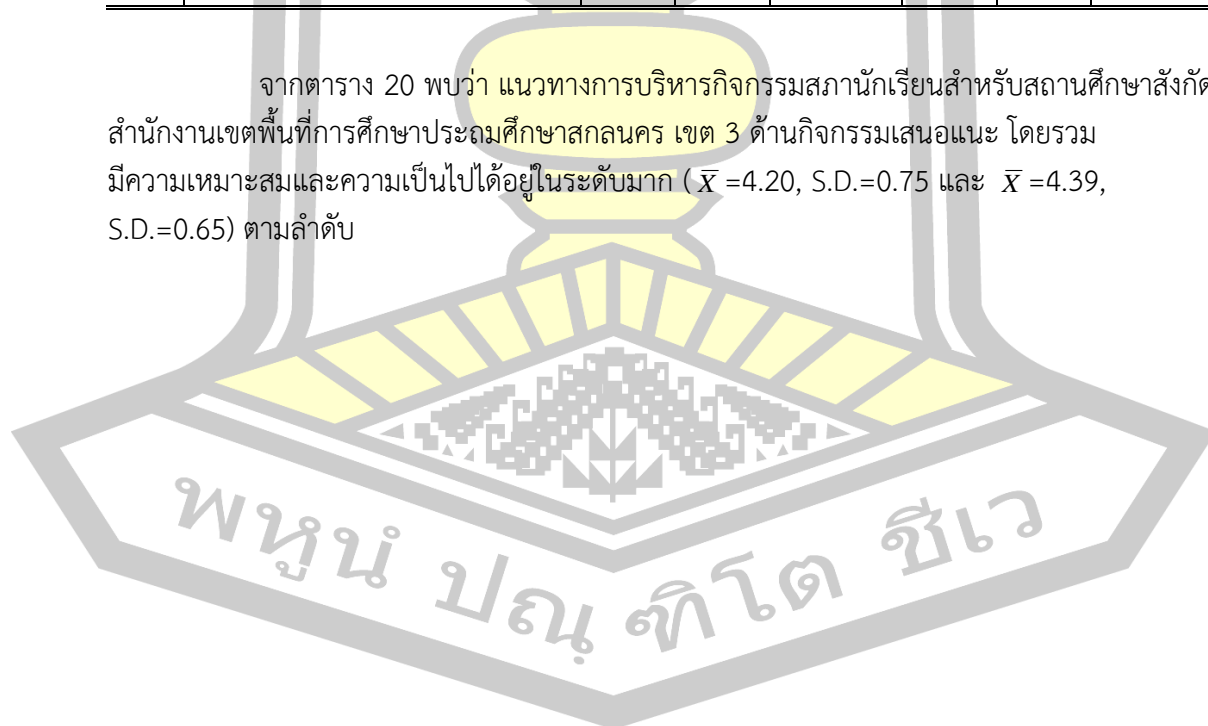 จากตาราง 20 พบว่า แนวทางการบริหารกิจกรรมสภานักเรียนสำหรับสถานศึกษาสังกัด
สำนักงานเขตพื้นที่การศึกษาประถมศึกษาสกลนคร เขต 3 ด้านกิจกรรมเสนอแนะ โดยรวม
มีความเหมาะสมและความเป็นไปได้อยู่ในระดับมาก ( X̅ =4.20, S.D.=0.75 และ X̅ =4.39,
S.D.=0.65) ตามลำดับ
พหูนํ ปณฺฑิโต ชีเว